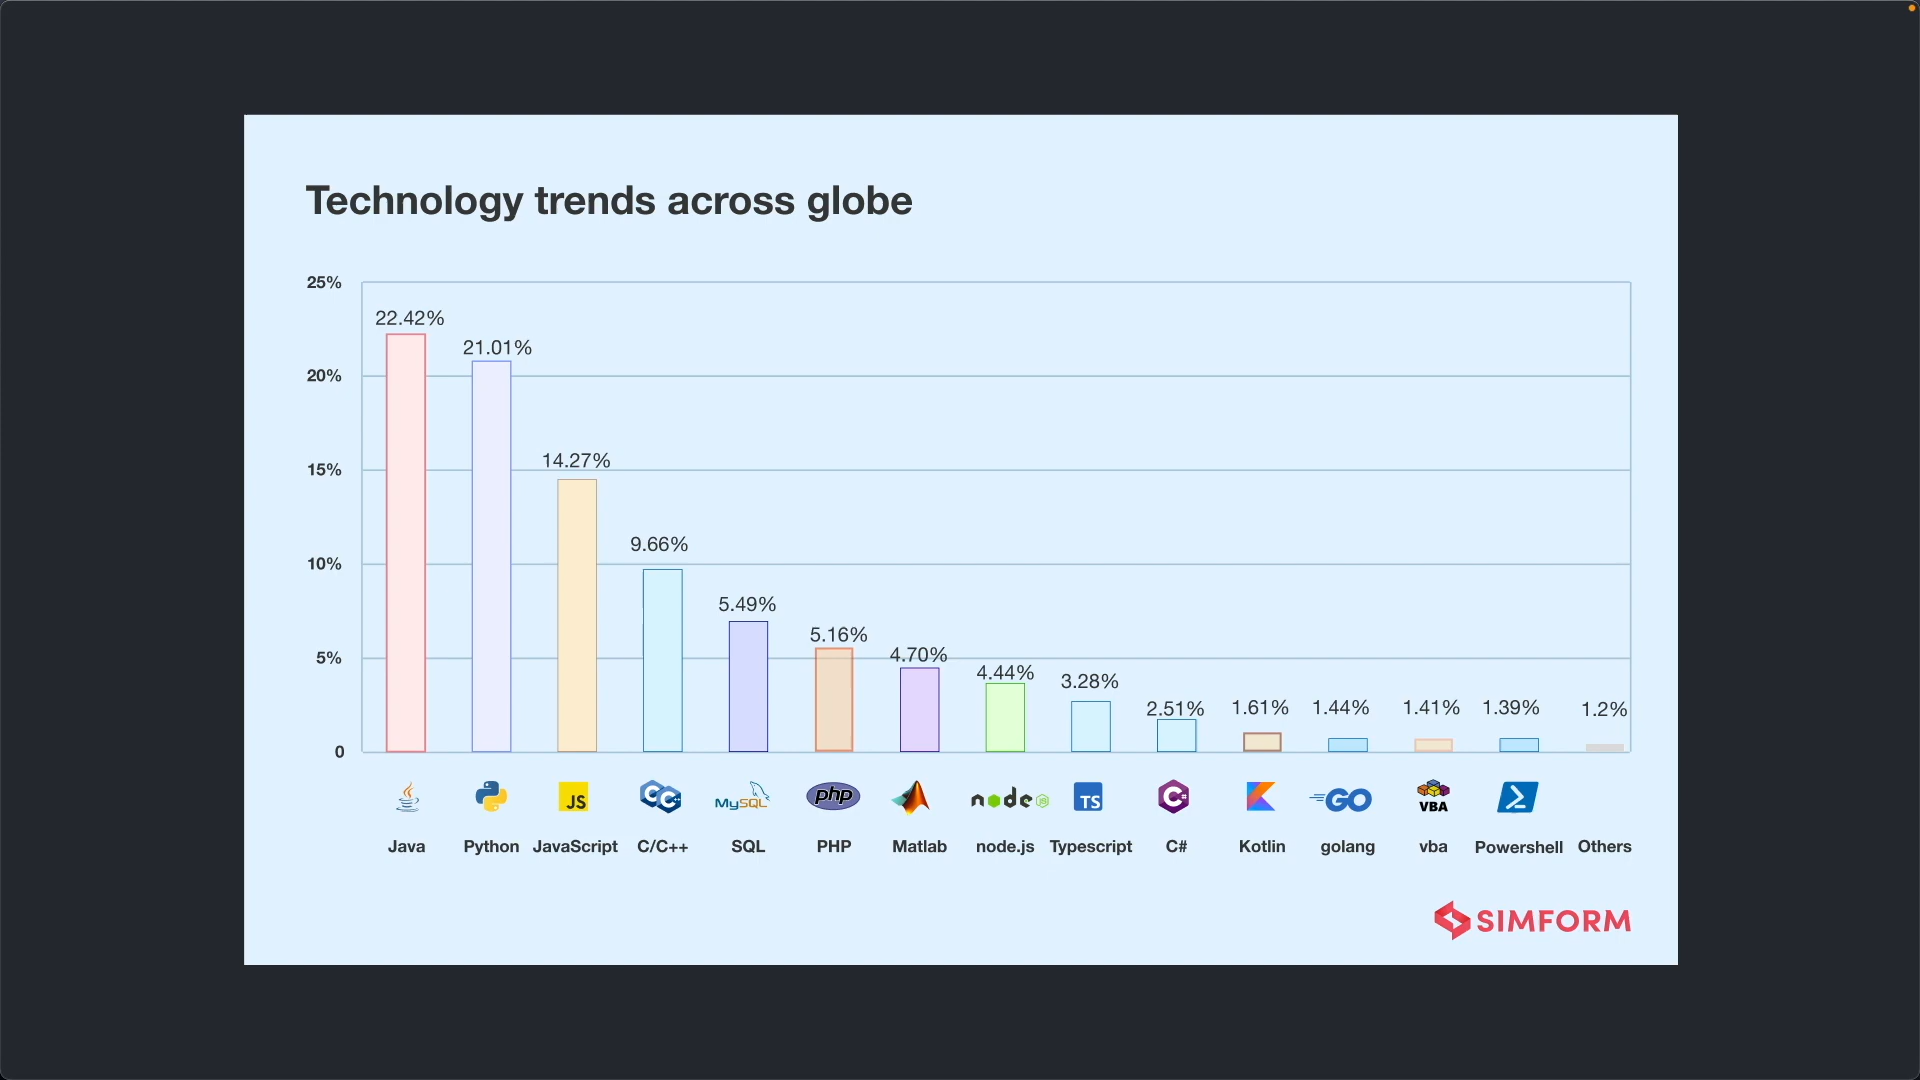 Technology trends across globe
25%
20%
15%
10%
5%
0
22.42%
21.01%
14.27%
9.66%
5.49%
5.16%
4.70%
4.44%
3.28%
2.51%
1.61%
1.44%
1.41%
1.39%
1.2%
JS
C C++
MySQL
php
node JS
TS
C#
GO
VBA
Java
Python
JavaScript
C/C++
SQL
PHP
Matlab
node.js
Typescript
C#
Kotlin
golang
vba
Powershell
Others
SIMFORM